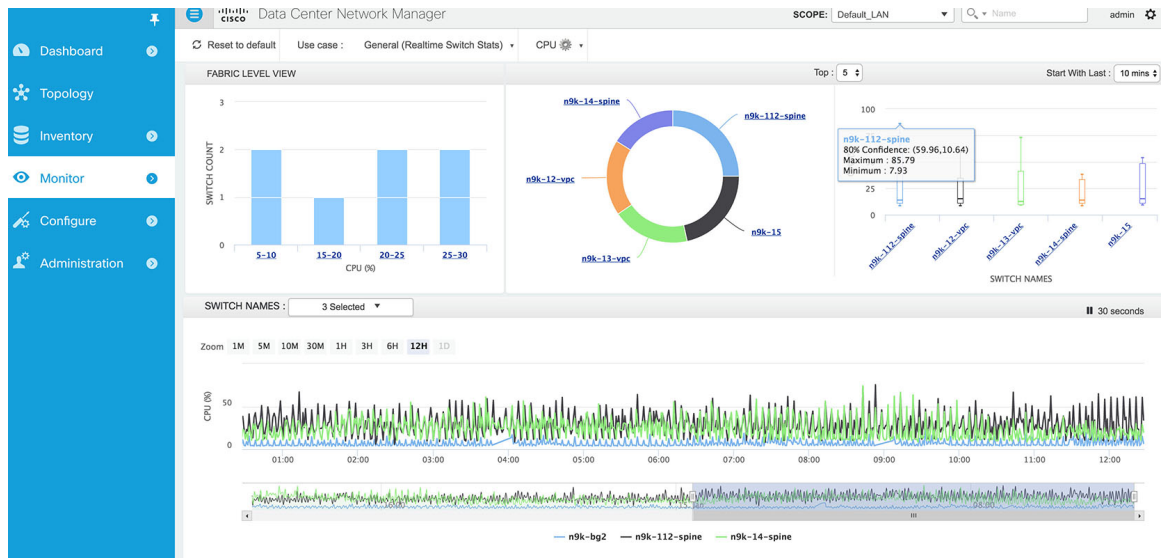 CISCO Data Center Network Manager
SCOPE: Default_LAN Name admin
Dashboard
Topology
Inventory
Monitor
Configure
Administration
Reset to default Use case : General (Realtime Switch Stats) CPU
FABRIC LEVEL VIEW
Top : 5
Start With Last : 10 mins
3
2
1
0
SWITCH COUNT
5-10 15-20 20-25 25-30
CPU (%)
n9k-14-spine
n9k-112-spine
n9k-12-vpc
n9k-15
n9k-13-vpc
100
n9k-112-spine
80% Confidence: (59.96,10.64)
Maximum : 85.79
Minimum : 7.93
25
0
n9k-112-spine n9k-12-vpc n9k-13-vpc n9k-14-spine n9k-15
SWITCH NAMES
SWITCH NAMES : 3 Selected
30 seconds
Zoom 1M 5M 10M 30M 1H 3H 6H 12H 1D
CPU (%)
50
0
01:00 02:00 03:00 04:00 05:00 06:00 07:00 08:00 09:00 10:00 11:00 12:00
16:00 08:00
n9k-bg2 n9k-112-spine n9k-14-spine